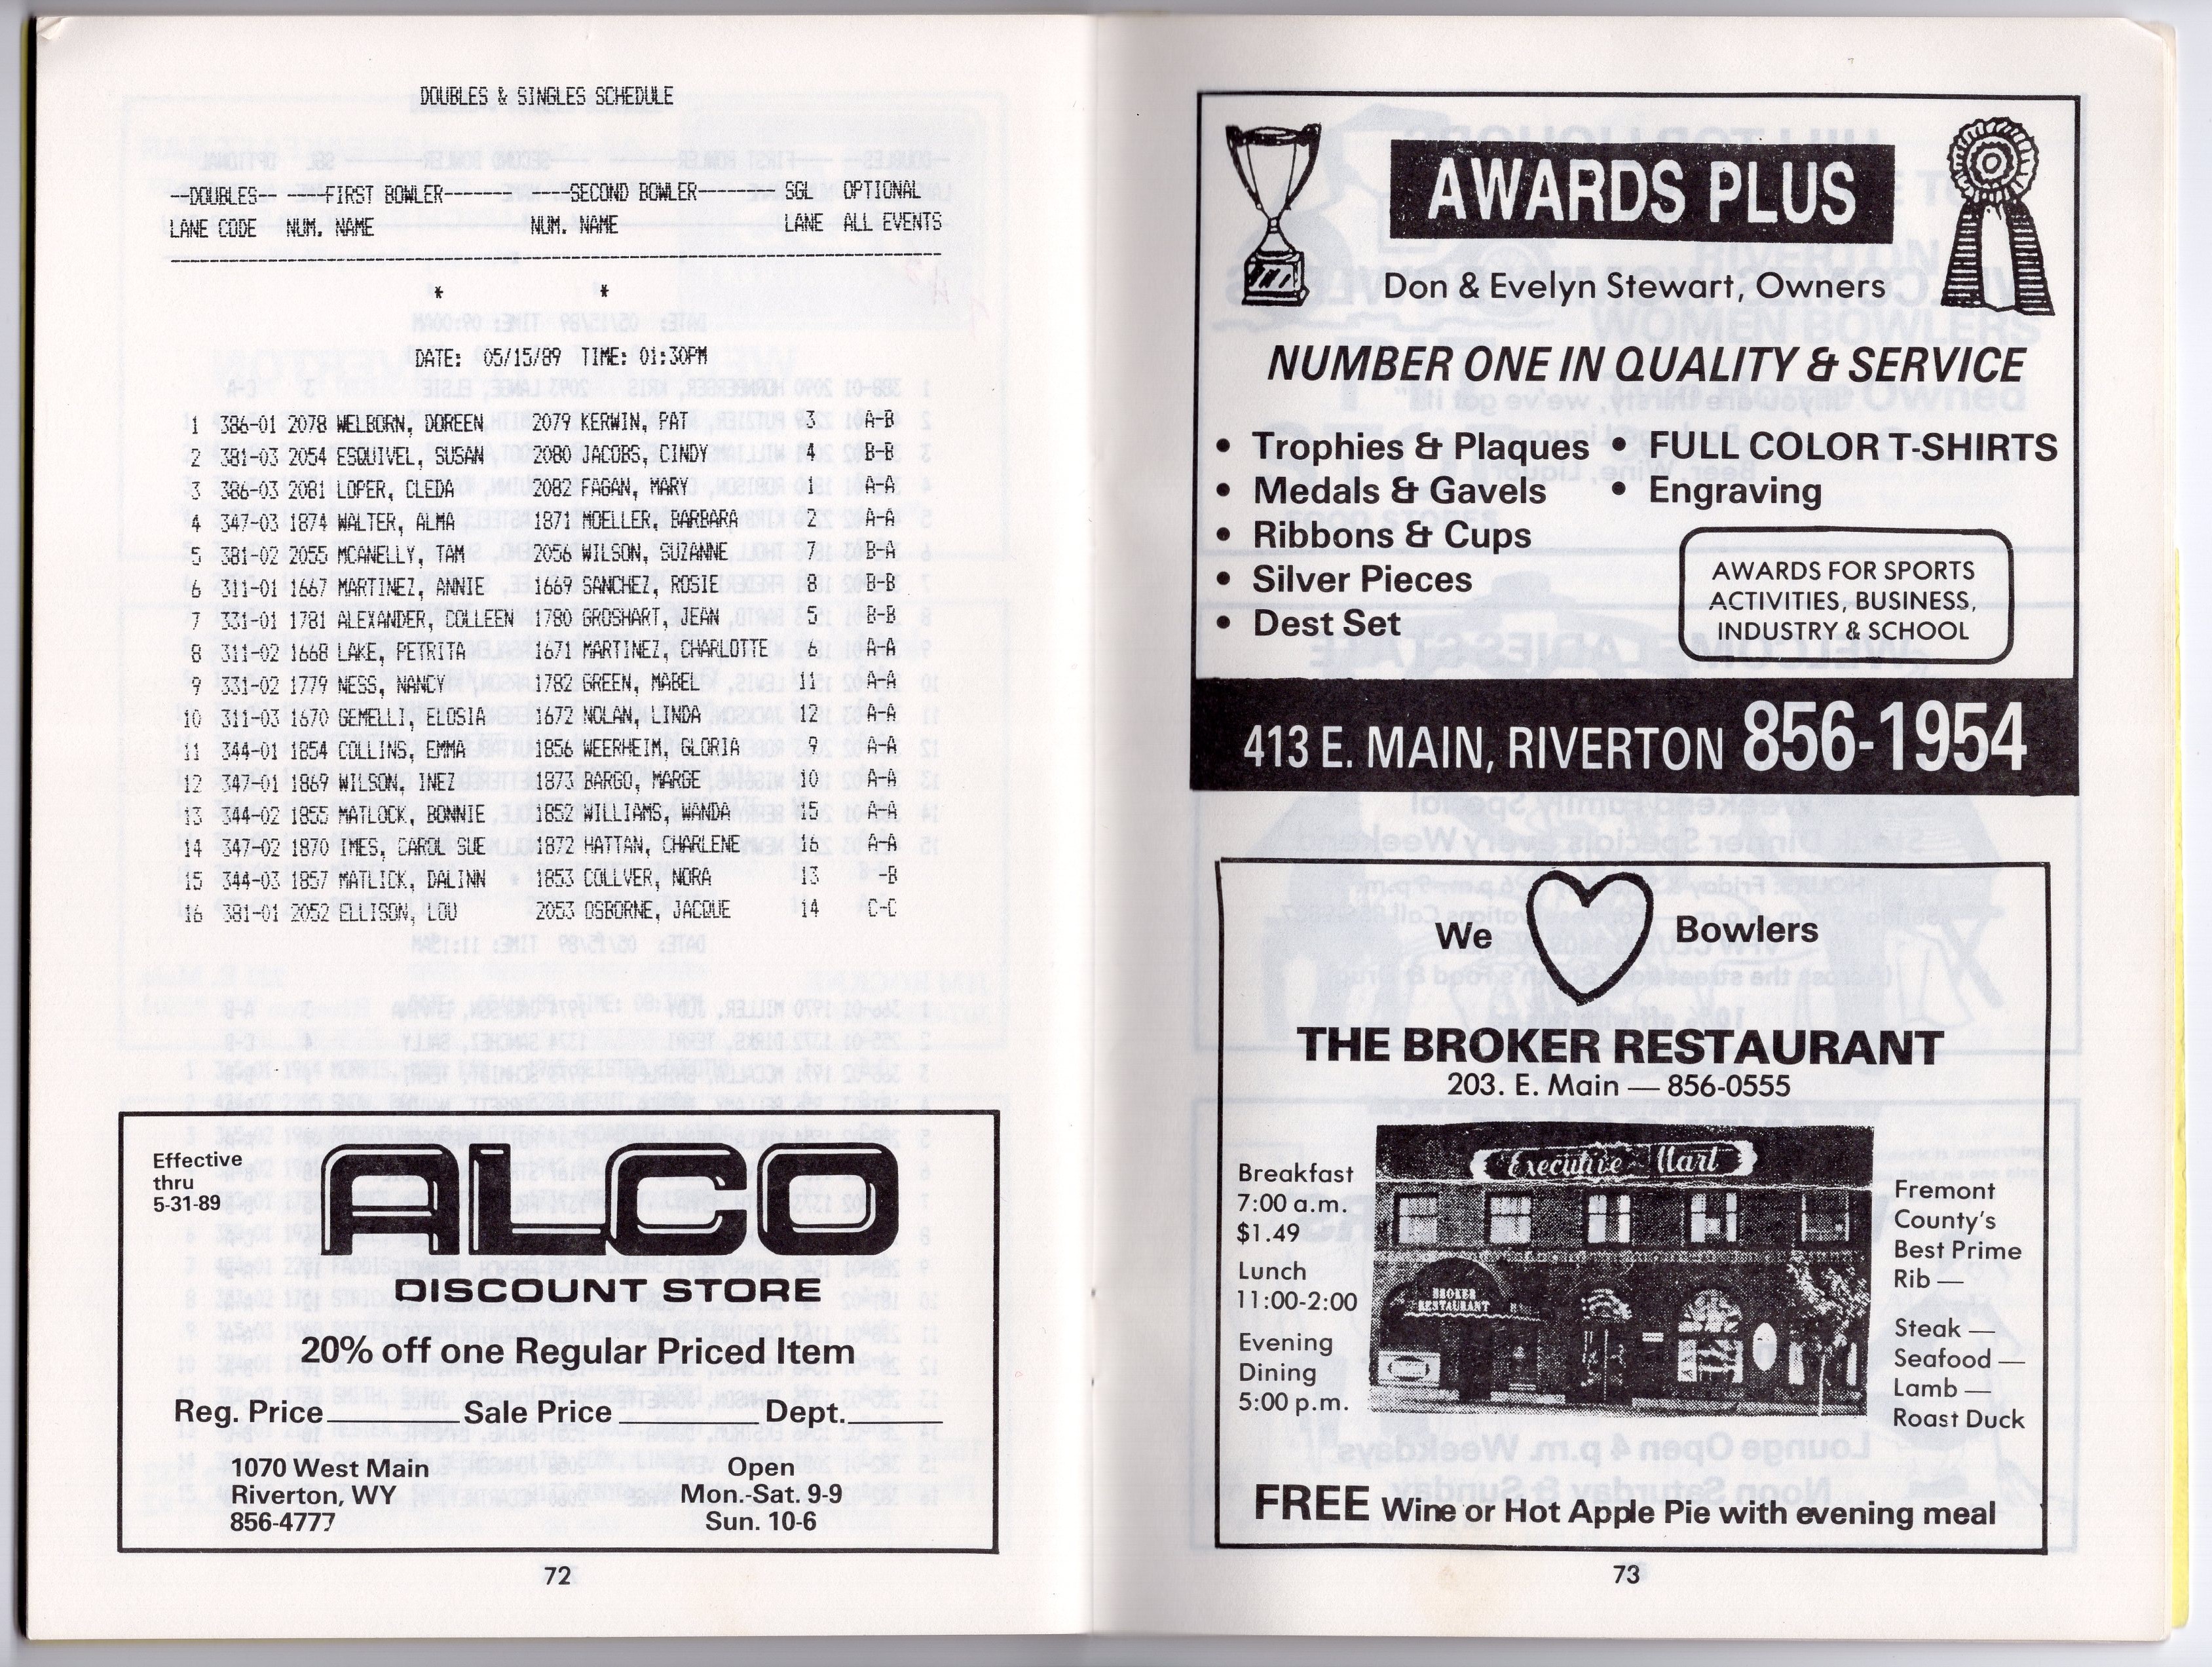 DOUBLES & SINGLES SCHEDULE
--DOUBLES-- ----FIRST BOWLER------- ----SECOND BOWLER------- SGL OPTIONAL
LANE CODE NUM. NAME NUM. NAME LANE ALL EVENTS
* *
DATE: 05/15/89 TIME: 01:30PM
1 386-01 2078 WELBORN, DOREEN 2079 KERWIN, PAT 3 A-B
2 381-03 2054 ESQUIVEL, SUSAN 2080 JACOBS, CINDY 4 B-B
3 386-03 2081 LOPER, CLEDA 2082 FAGAN, MARY 1 A-A
4 347-03 1874 WALTER, ALMA 1871 MOELLER, BARBARA 2 A-A
5 381-02 2055 MCANELLY, TAM 2056 WILSON, SUZANNE 7 B-A
6 311-01 1667 MARTINEZ, ANNIE 1669 SANCHEZ, ROSIE 8 B-B
7 331-01 1781 ALEXANDER, COLLEEN 1780 GROSHART, JEAN 5 B-B
8 311-02 1668 LAKE, PETRITA 1671 MARTINEZ, CHARLOTTE 6 A-A
9 331-02 1779 NESS, NANCY 1782 GREEN, MABEL 11 A-A
10 311-03 1670 GEMELLI, ELOSIA 1672 NOLAN, LINDA 12 A-A
11 344-01 1854 COLLINS, EMMA 1856 WEERHEIM, GLORIA 9 A-A
12 347-01 1869 WILSON, INEZ 1873 BARGO, MARGE 10 A-A
13 344-02 1855 MATLOCK, BONNIE 1852 WILLIAMS, WANDA 15 A-A
14 347-02 1870 IMES, CAROL SUE 1872 HATTAN, CHARLENE 16 A-A
15 344-03 1857 MATLICK, DALINN 1853 COLLVER, NORA 13 -B
16 381-01 2052 ELLISON, LOU 2053 OSBORNE, JACQUE 14 C-C
Effective
thru
5-31-89
ALCO
DISCOUNT STORE
20% off one Regular Priced Item
Reg. Price__________Sale Price__________Dept.______
1070 West Main
Riverton, WY
856-4777
Open
Mon.-Sat. 9-9
Sun. 10-6
72
AWARDS PLUS
Don & Evelyn Stewart, Owners
NUMBER ONE IN QUALITY & SERVICE
• Trophies & Plaques
• Medals & Gavels
• Ribbons & Cups
• Silver Pieces
• Dest Set
• FULL COLOR T-SHIRTS
• Engraving
AWARDS FOR SPORTS
ACTIVITIES, BUSINESS,
INDUSTRY & SCHOOL
413 E. MAIN, RIVERTON 856-1954
We Bowlers
THE BROKER RESTAURANT
203. E. Main — 856-0555
Breakfast
7:00 a.m.
$1.49
Lunch
11:00-2:00
Evening
Dining
5:00 p.m.
Executive Mart
BROKER
RESTAURANT
Fremont
County's
Best Prime
Rib —
Steak —
Seafood —
Lamb —
Roast Duck
FREE Wine or Hot Apple Pie with evening meal
73